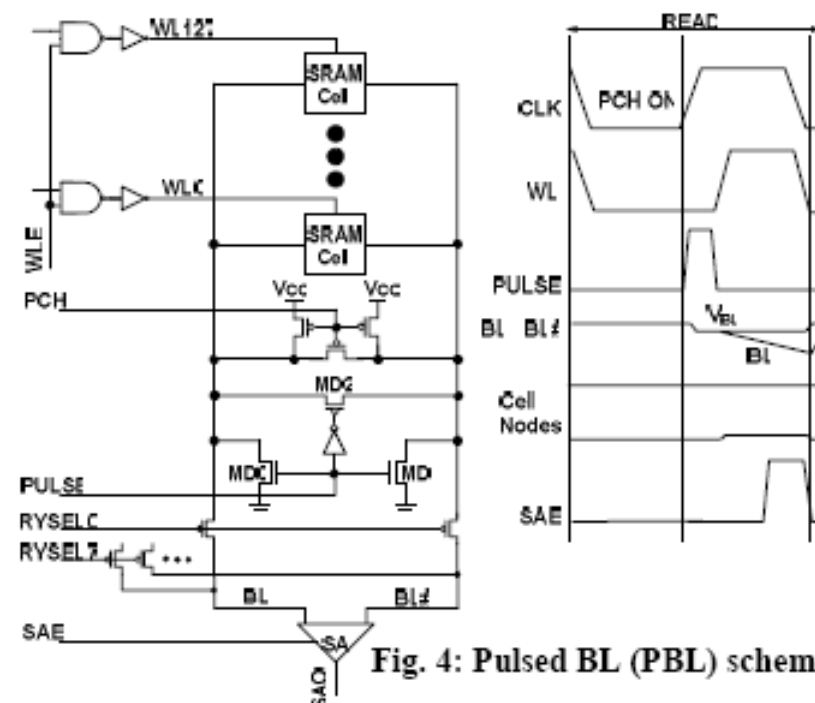 READ
WL127
SRAM
Cell
CLK
PCH ON
WL0
WL
SRAM
Cell
WLE
PULSE
PCH
Vcc
Vcc
BL
BL#
VBL
BL
MD2
Cell
Nodes
MD0
PULSE
RYSEL0
SAE
RYSEL7
BL
BL#
SAE
SA
SAO
Fig. 4: Pulsed BL (PBL) schem